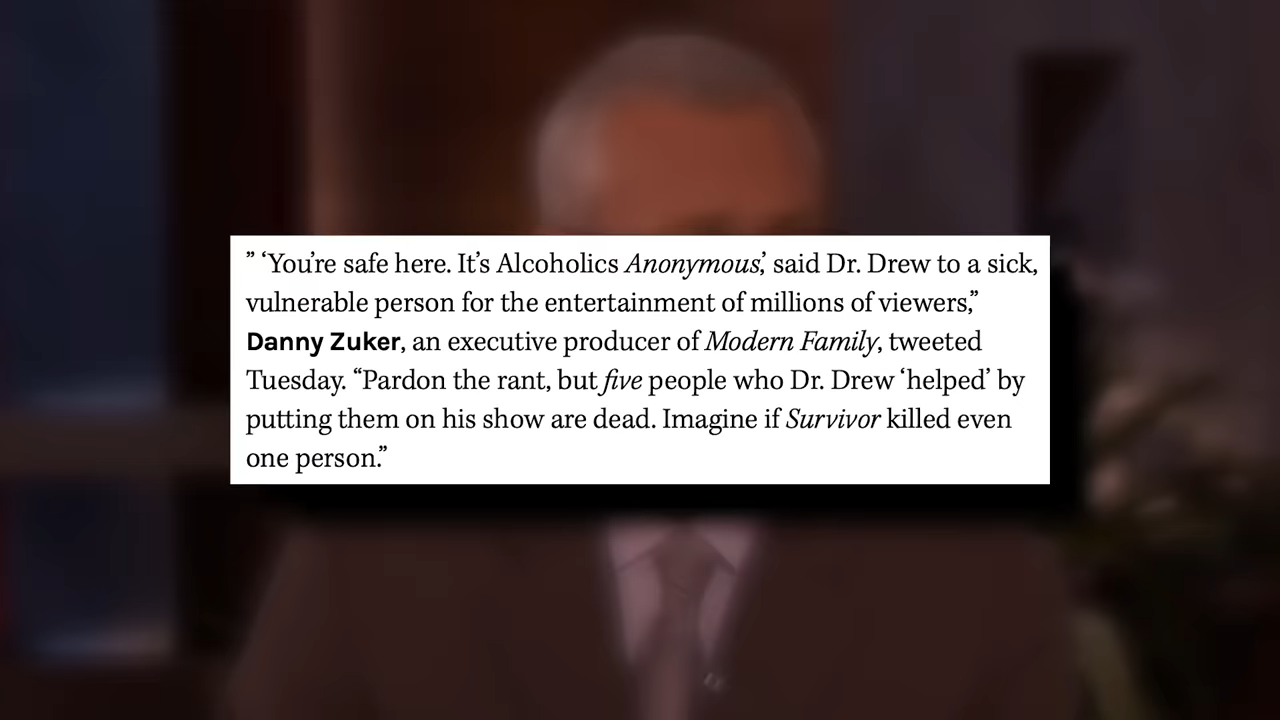 ” ‘You’re safe here. It’s Alcoholics Anonymous,’ said Dr. Drew to a sick,
vulnerable person for the entertainment of millions of viewers,”
Danny Zuker, an executive producer of Modern Family, tweeted
Tuesday. “Pardon the rant, but five people who Dr. Drew ‘helped’ by
putting them on his show are dead. Imagine if Survivor killed even
one person.”